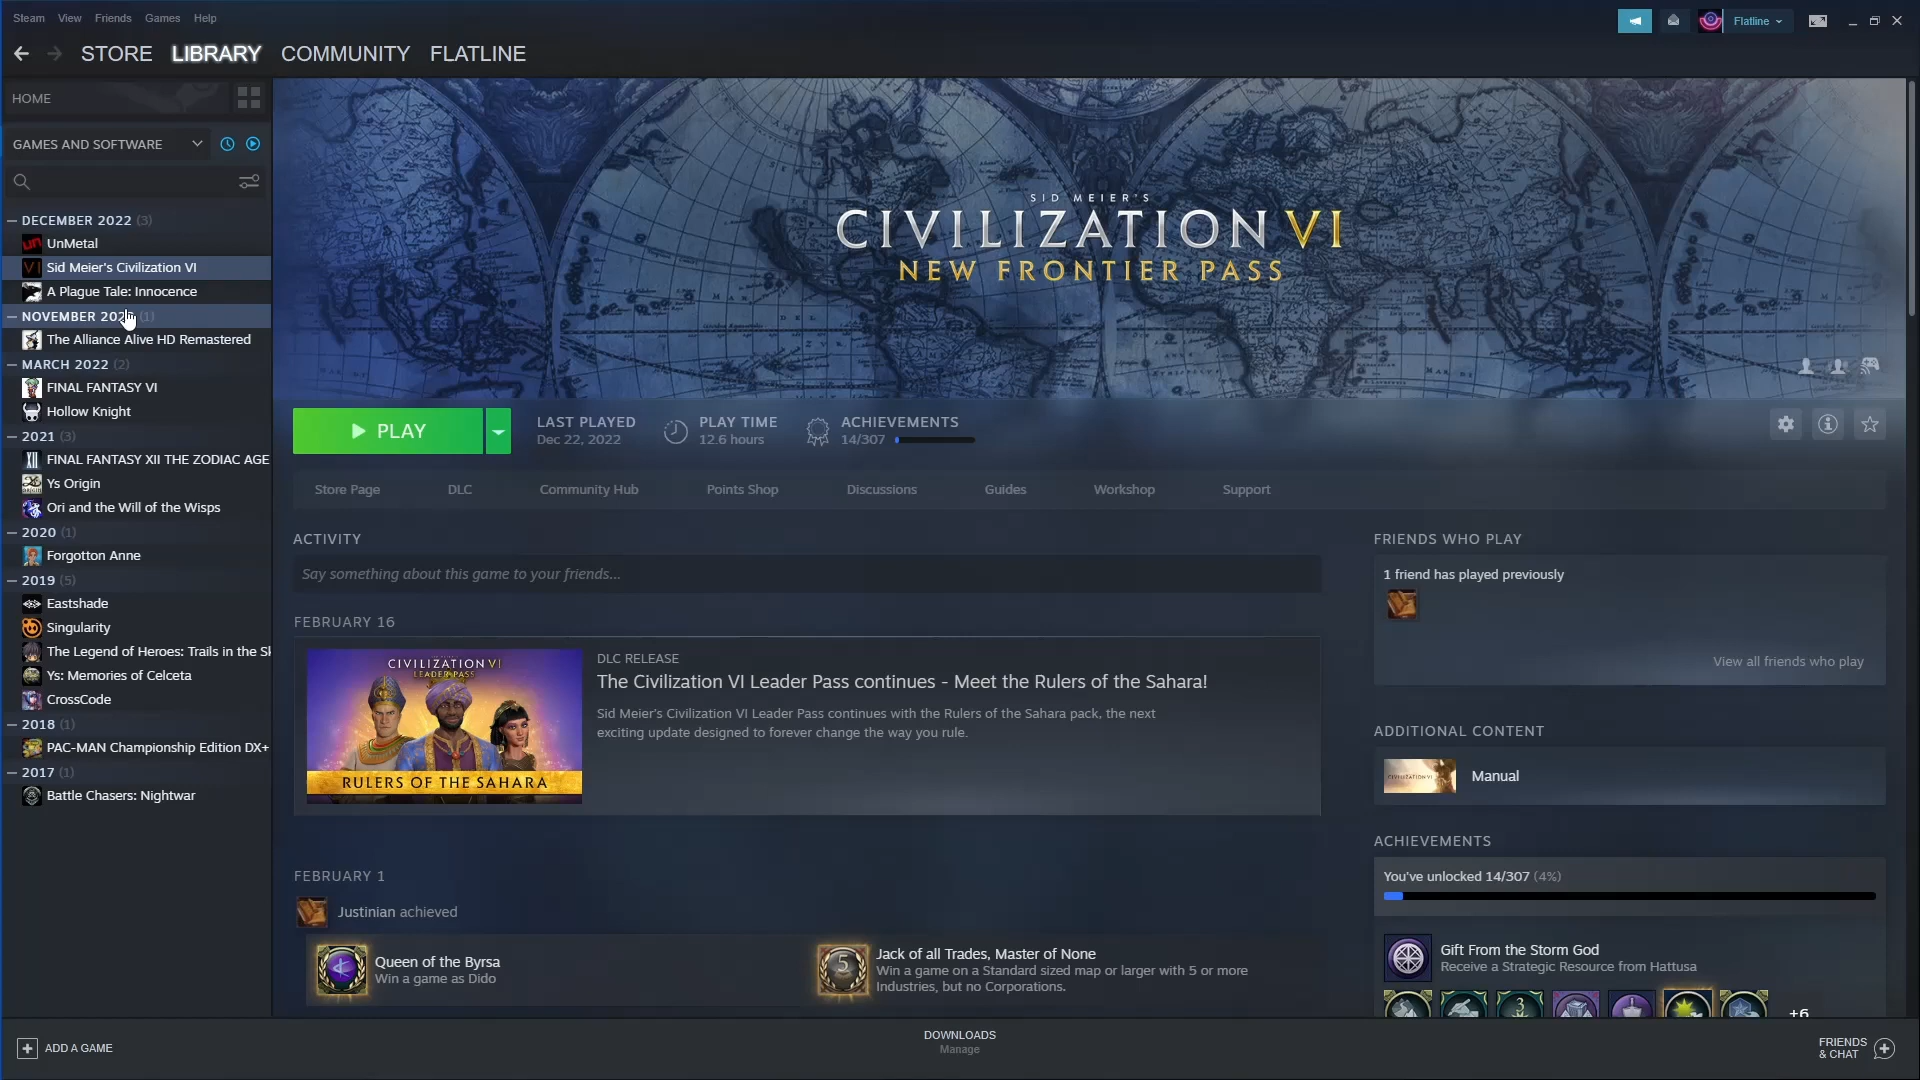 Steam View Friends Games Help
Flatline
STORE LIBRARY COMMUNITY FLATLINE
HOME
GAMES AND SOFTWARE
DECEMBER 2022 (3)
UnMetal
Sid Meier's Civilization VI
A Plague Tale: Innocence
NOVEMBER (1)
The Alliance Alive HD Remastered
MARCH 2022 (2)
FINAL FANTASY VI
Hollow Knight
2021 (3)
FINAL FANTASY XII THE ZODIAC AGE
Ys Origin
Ori and the Will of the Wisps
2020 (1)
Forgotton Anne
2019 (5)
Eastshade
Singularity
The Legend of Heroes: Trails in the Sk
Ys: Memories of Celceta
CrossCode
2018 (1)
PAC-MAN Championship Edition DX+
2017 (1)
Battle Chasers: Nightwar
ADD A GAME
SID MEIER'S
CIVILIZATION VI
NEW FRONTIER PASS
PLAY
LAST PLAYED
Dec 22, 2022
PLAY TIME
12.6 hours
ACHIEVEMENTS
14/307
Store Page DLC Community Hub Points Shop Discussions Guides Workshop Support
ACTIVITY
Say something about this game to your friends...
FEBRUARY 16
CIVILIZATION VI
LEADER PASS
RULERS OF THE SAHARA
DLC RELEASE
The Civilization VI Leader Pass continues - Meet the Rulers of the Sahara!
Sid Meier's Civilization VI Leader Pass continues with the Rulers of the Sahara pack, the next
exciting update designed to forever change the way you rule.
FEBRUARY 1
Justinian achieved
Queen of the Byrsa
Win a game as Dido
5
Jack of all Trades, Master of None
Win a game on a Standard sized map or larger with 5 or more
Industries, but no Corporations.
FRIENDS WHO PLAY
1 friend has played previously
View all friends who play
ADDITIONAL CONTENT
CIVILIZATION VI
Manual
ACHIEVEMENTS
You've unlocked 14/307 (4%)
Gift From the Storm God
Receive a Strategic Resource from Hattusa
3
+6
DOWNLOADS
Manage
FRIENDS
& CHAT